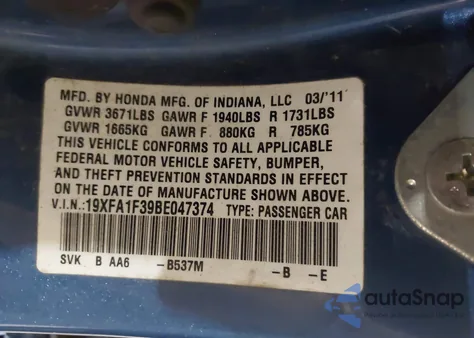 MFD. BY HONDA MFG. OF INDIANA, LLC 03/'11
GVWR 3671LBS GAWR F 1940LBS R 1731LBS
GVWR 1665KG GAWR F 880KG R 785KG
THIS VEHICLE CONFORMS TO ALL APPLICABLE
FEDERAL MOTOR VEHICLE SAFETY, BUMPER,
AND THEFT PREVENTION STANDARDS IN EFFECT
ON THE DATE OF MANUFACTURE SHOWN ABOVE.
V.I.N.:19XFA1F39BE047374 TYPE: PASSENGER CAR
SVK B AA6 -B537M -B -E
autoSnap